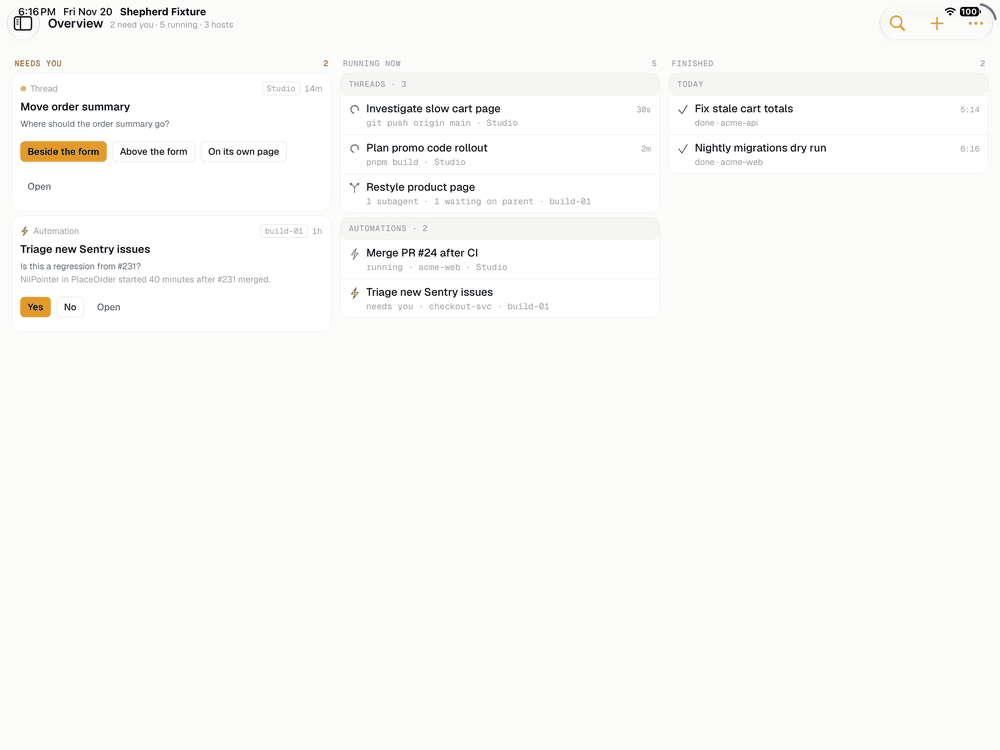 6:16 PM Fri Nov 20 Shepherd Fixture
100
Overview 2 need you · 5 running · 3 hosts
NEEDS YOU 2
Thread Studio 14m
Move order summary
Where should the order summary go?
Beside the form Above the form On its own page
Open
Automation build-01 1h
Triage new Sentry issues
Is this a regression from #231?
NilPointer in PlaceOrder started 40 minutes after #231 merged.
Yes No Open
RUNNING NOW 5
THREADS · 3
Investigate slow cart page 30s
git push origin main · Studio
Plan promo code rollout 2m
pnpm build · Studio
Restyle product page
1 subagent · 1 waiting on parent · build-01
AUTOMATIONS · 2
Merge PR #24 after CI
running · acme-web · Studio
Triage new Sentry issues
needs you · checkout-svc · build-01
FINISHED 2
TODAY
Fix stale cart totals 5:14
done · acme-api
Nightly migrations dry run 6:16
done · acme-web